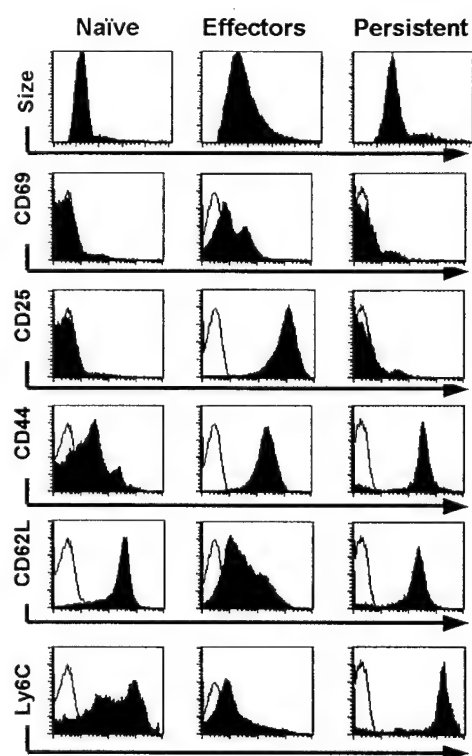 Naïve Effectors Persistent
Size
CD69
CD25
CD44
CD62L
Ly6C